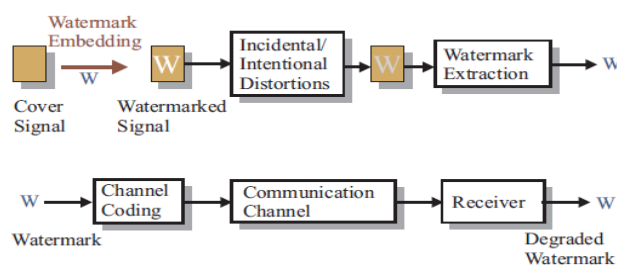 Watermark
Embedding
W
Cover
Signal
W
Watermarked
Signal
Incidental/
Intentional
Distortions
W
Watermark
Extraction
W
W
Watermark
Channel
Coding
Communication
Channel
Receiver
W
Degraded
Watermark